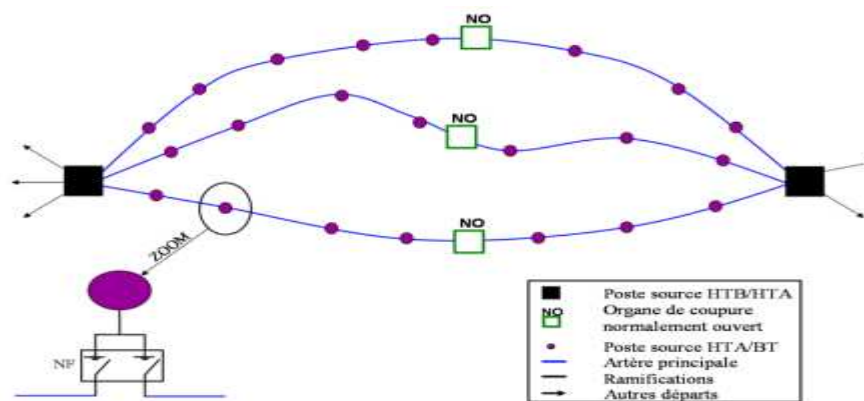 NO
NO
NO
ZOOM
NF
Poste source HTB/HTA
NO
Organe de coupure
normalement ouvert
Poste source HTA/BT
Artère principale
Ramifications
Autres départs